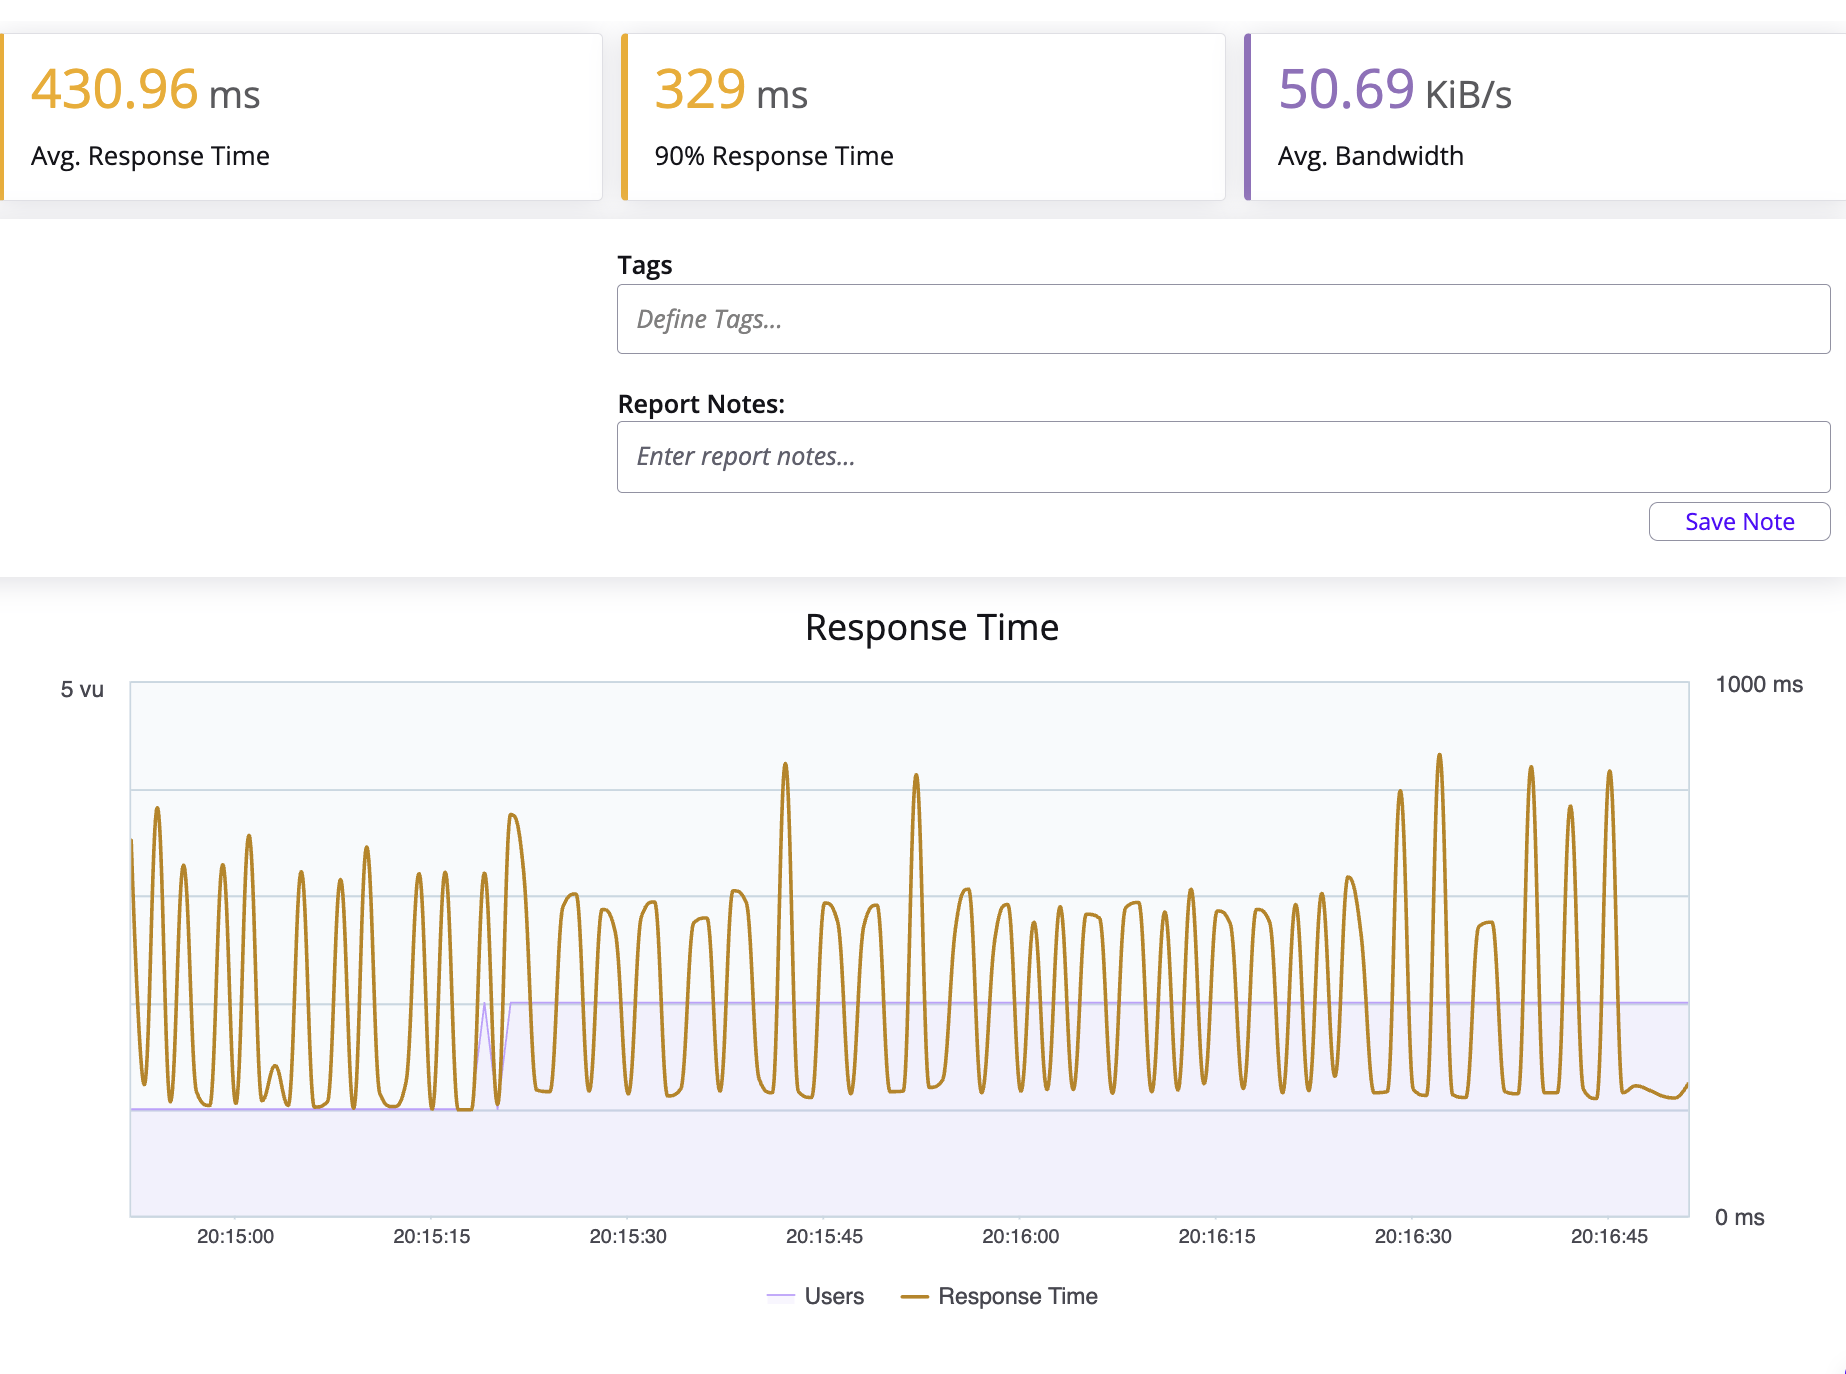 430.96 ms
Avg. Response Time
329 ms
90% Response Time
50.69 KiB/s
Avg. Bandwidth
Tags
Define Tags...
Report Notes:
Enter report notes...
Save Note
Response Time
5 vu
1000 ms
0 ms
20:15:00 20:15:15 20:15:30 20:15:45 20:16:00 20:16:15 20:16:30 20:16:45
Users Response Time